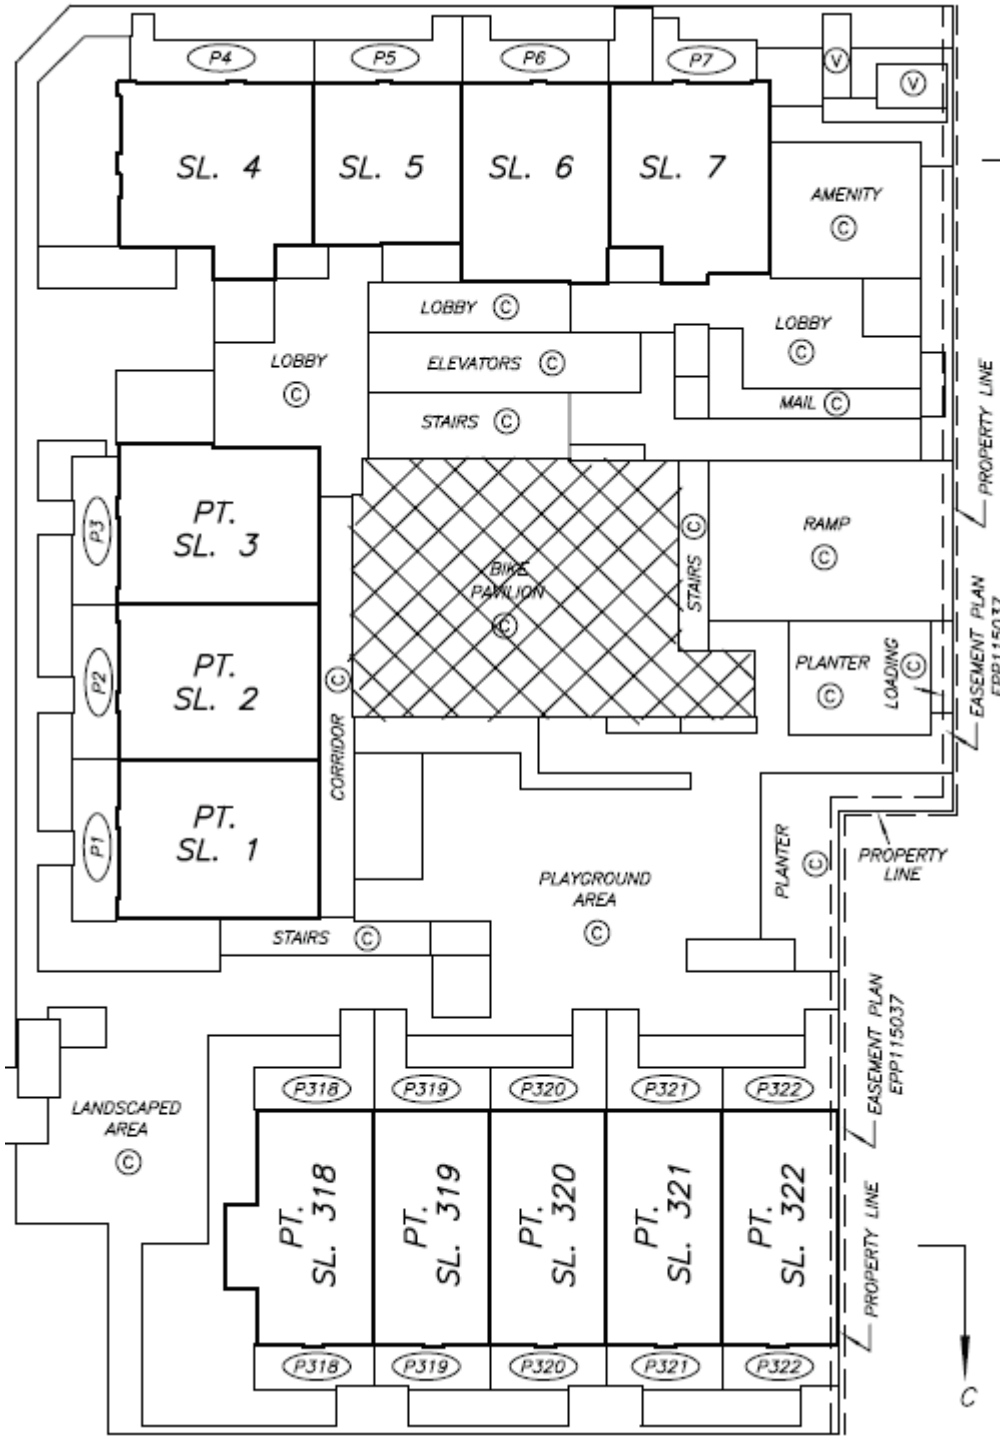 P4
P5
P6
P7
V
V
SL. 4
SL. 5
SL. 6
SL. 7
AMENITY
C
LOBBY C
LOBBY
C
LOBBY
C
ELEVATORS C
MAIL C
STAIRS C
PROPERTY LINE
P3
PT.
SL. 3
BIKE
PAVILION
C
STAIRS C
RAMP
C
EASEMENT PLAN
EPP115037
P2
PT.
SL. 2
CORRIDOR C
PLANTER
C
LOADING C
P1
PT.
SL. 1
PLANTER C
PROPERTY
LINE
PLAYGROUND
AREA
C
STAIRS C
EASEMENT PLAN
EPP115037
LANDSCAPED
AREA
C
P318
P319
P320
P321
P322
PT.
SL. 318
PT.
SL. 319
PT.
SL. 320
PT.
SL. 321
PT.
SL. 322
PROPERTY LINE
P318
P319
P320
P321
P322
C